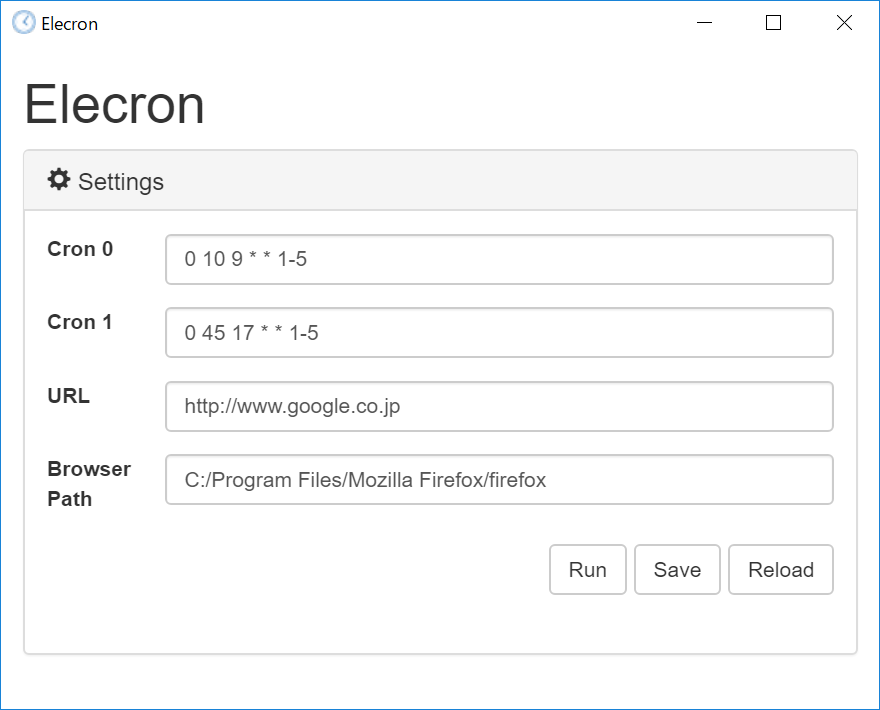 Elecron
Elecron
Settings
Cron 0
0 10 9 * * 1-5
Cron 1
0 45 17 * * 1-5
URL
http://www.google.co.jp
Browser
Path
C:/Program Files/Mozilla Firefox/firefox
Run Save Reload